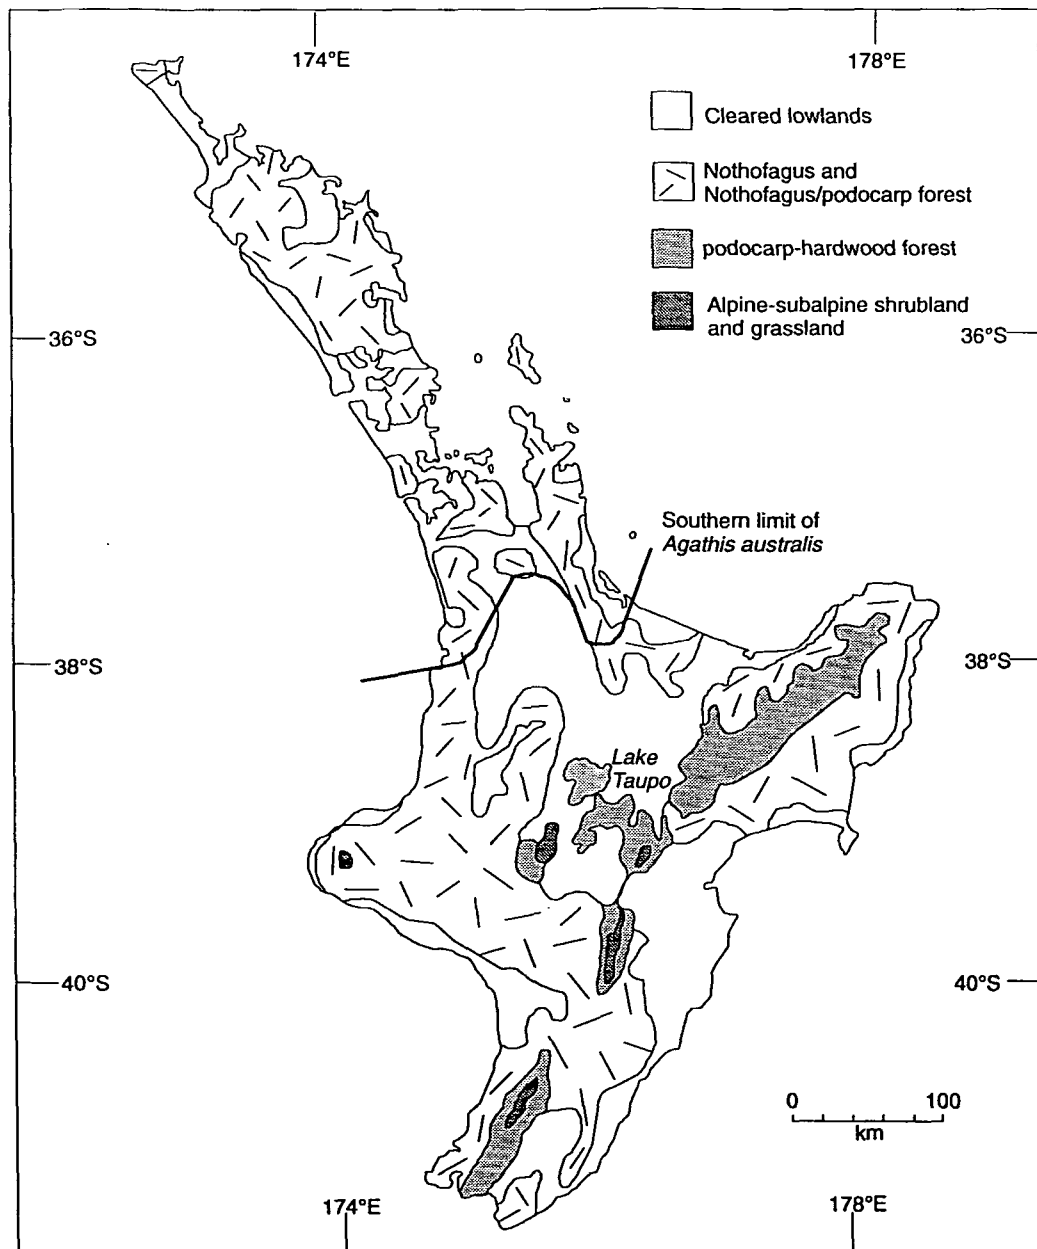 174°E
178°E
Cleared lowlands
Nothofagus and
Nothofagus/podocarp forest
podocarp-hardwood forest
Alpine-subalpine shrubland
and grassland
36°S
36°S
Southern limit of
Agathis australis
38°S
38°S
Lake
Taupo
40°S
40°S
0 100
km
174°E
178°E